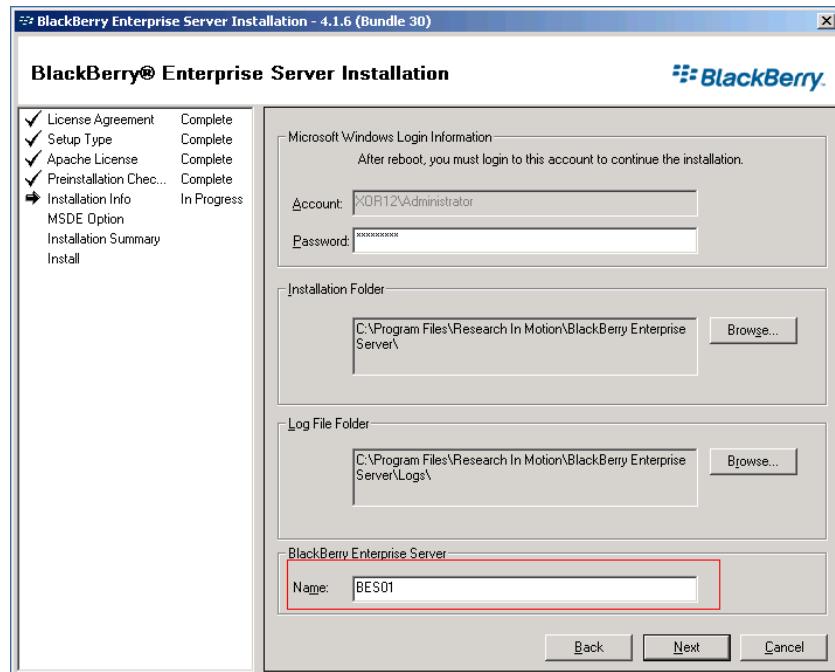 BlackBerry Enterprise Server Installation - 4.1.6 (Bundle 30)
BlackBerry® Enterprise Server Installation
BlackBerry
License Agreement Complete
Setup Type Complete
Apache License Complete
Preinstallation Chec... Complete
Installation Info In Progress
MSDE Option
Installation Summary
Install
Microsoft Windows Login Information
After reboot, you must login to this account to continue the installation.
Account: XOR12\Administrator
Password: *********
Installation Folder
C:\Program Files\Research In Motion\BlackBerry Enterprise
Server\
Browse...
Log File Folder
C:\Program Files\Research In Motion\BlackBerry Enterprise
Server\Logs\
Browse...
BlackBerry Enterprise Server
Name: BES01
Back Next Cancel